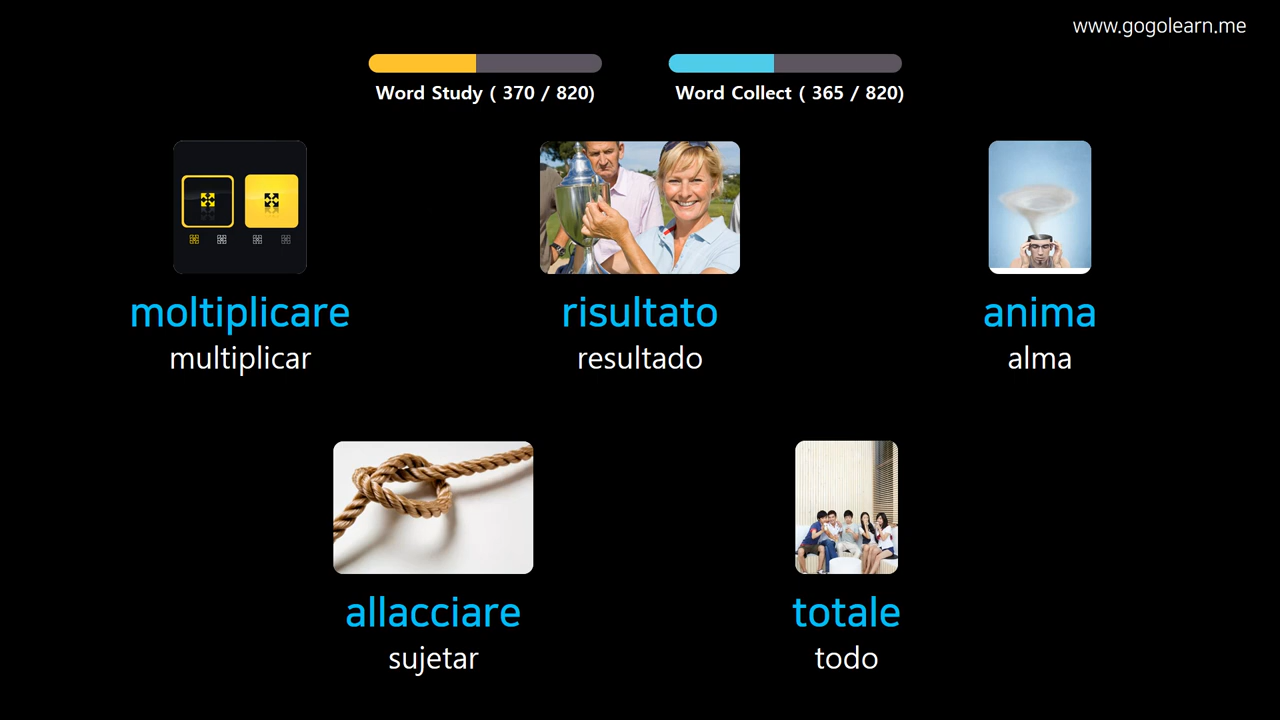 www.gogolearn.me
Word Study ( 370 / 820)
Word Collect ( 365 / 820)
moltiplicare
multiplicar
risultato
resultado
anima
alma
allacciare
sujetar
totale
todo